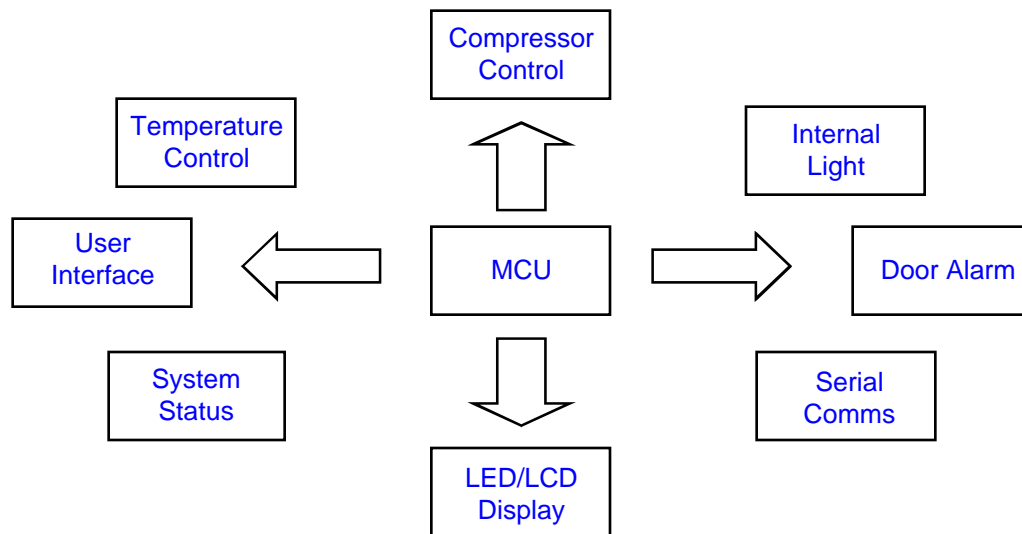 Compressor
Control
Temperature
Control
Internal
Light
User
Interface
MCU
Door Alarm
System
Status
Serial
Comms
LED/LCD
Display